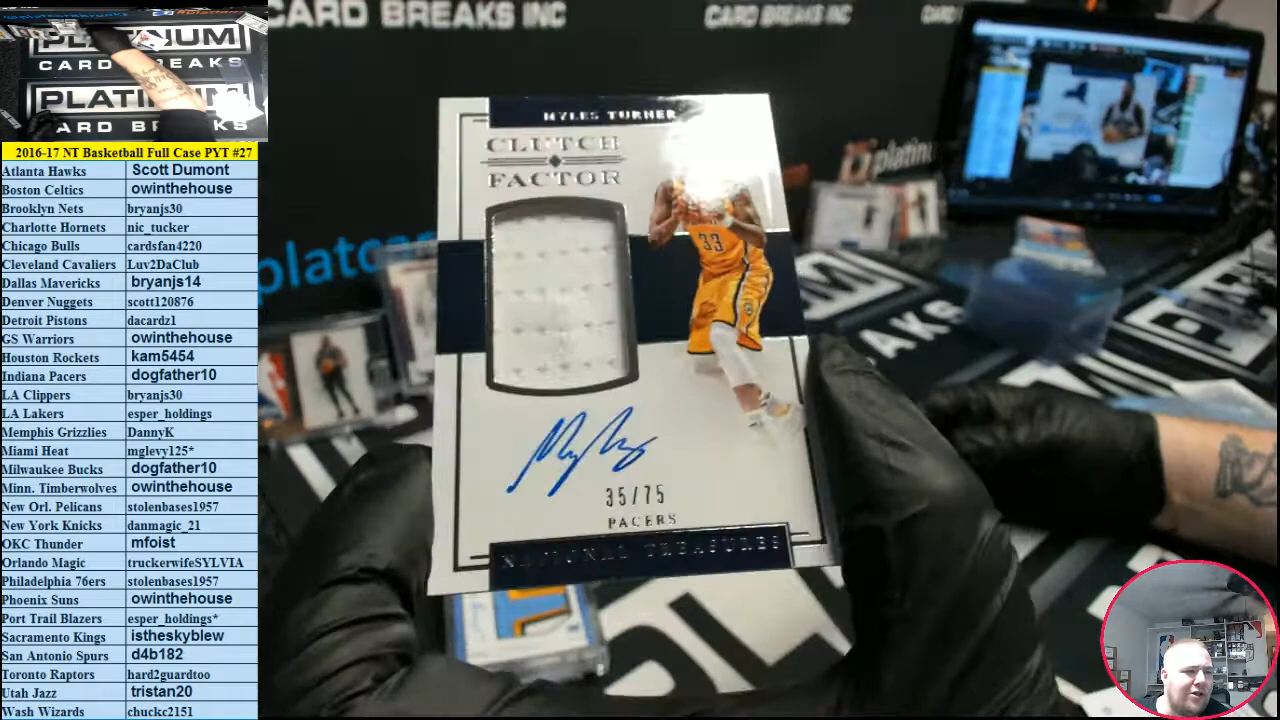 CARD BREAKS INC
CARD BREAKS INC
CARD
PLATINUM
CARD BREAKS
PLATINUM
2016-17 NT Basketball Full Case PYT #27
Atlanta Hawks Scott Dumont
Boston Celtics owinthehouse
Brooklyn Nets bryanjs30
Charlotte Hornets nic_tucker
Chicago Bulls cardsfan4220
Cleveland Cavaliers Luv2DaClub
Dallas Mavericks bryanjs14
Denver Nuggets scott120876
Detroit Pistons dacardz1
GS Warriors owinthehouse
Houston Rockets kam5454
Indiana Pacers dogfather10
LA Clippers bryanjs30
LA Lakers esper_holdings
Memphis Grizzlies DannyK
Miami Heat mglevy125*
Milwaukee Bucks dogfather10
Minn. Timberwolves owinthehouse
New Orl. Pelicans stolenbases1957
New York Knicks danmagic_21
OKC Thunder mfoist
Orlando Magic truckerwifeSYLVIA
Philadelphia 76ers stolenbases1957
Phoenix Suns owinthehouse
Port Trail Blazers esper_holdings*
Sacramento Kings istheskyblew
San Antonio Spurs d4b182
Toronto Raptors hard2guardtoo
Utah Jazz tristan20
Wash Wizards chuckc2151
MYLES TURNER
CLUTCH
FACTOR
33
35/75
PACERS
NATIONAL TREASURES
platinu
platc